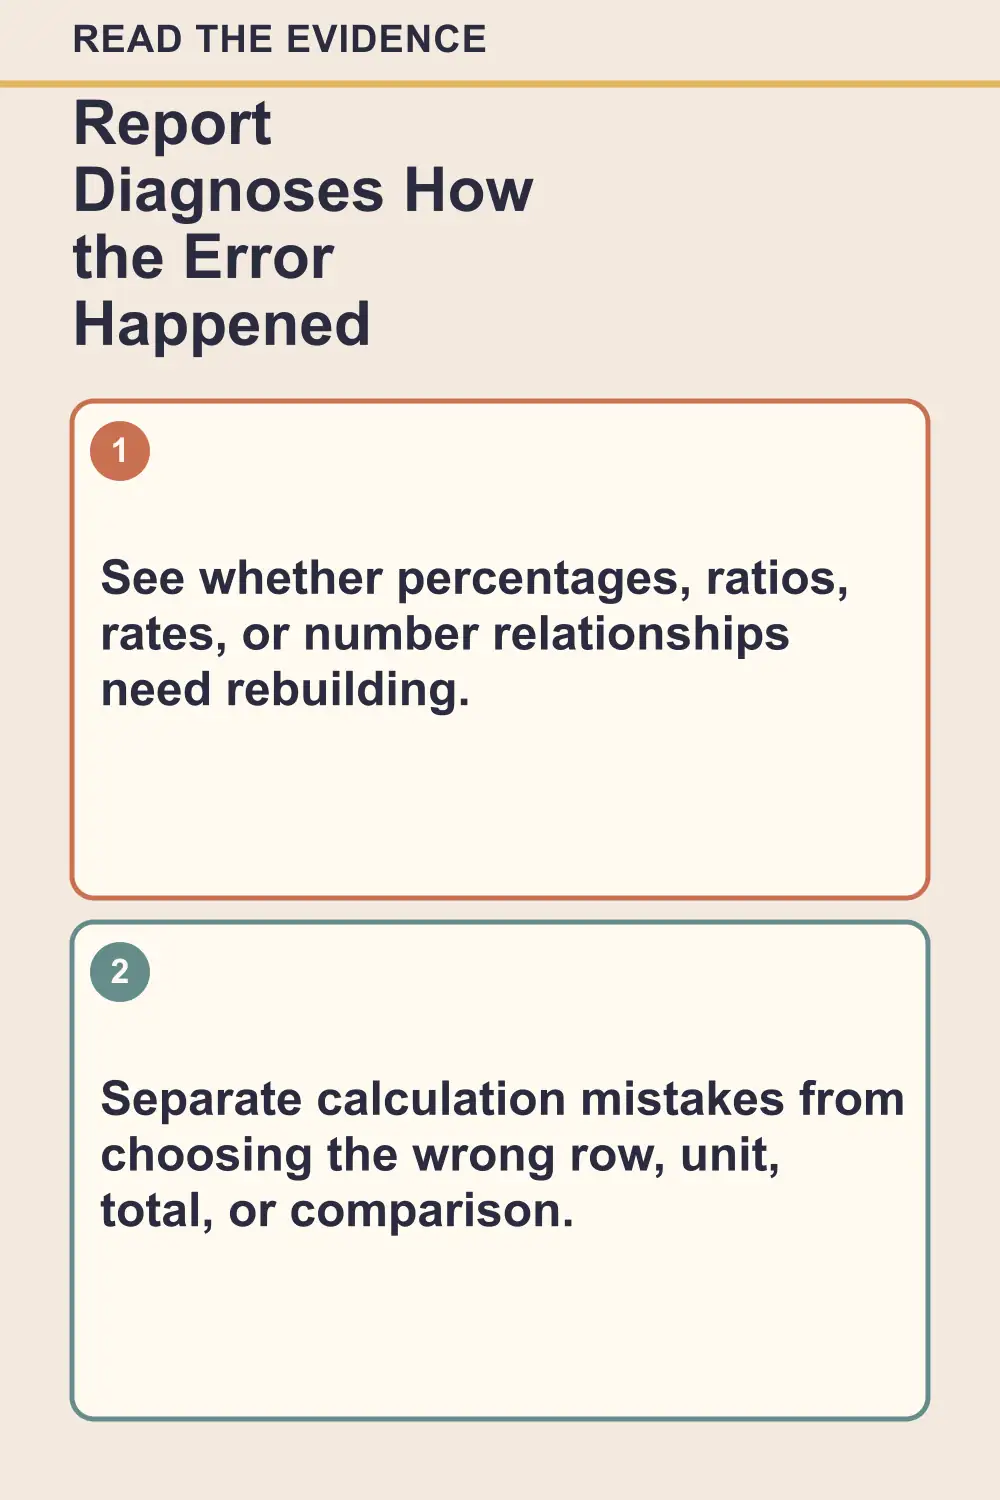 READ THE EVIDENCE
Report
Diagnoses How
the Error
Happened
1
See whether percentages, ratios,
rates, or number relationships
need rebuilding.
2
Separate calculation mistakes from
choosing the wrong row, unit,
total, or comparison.